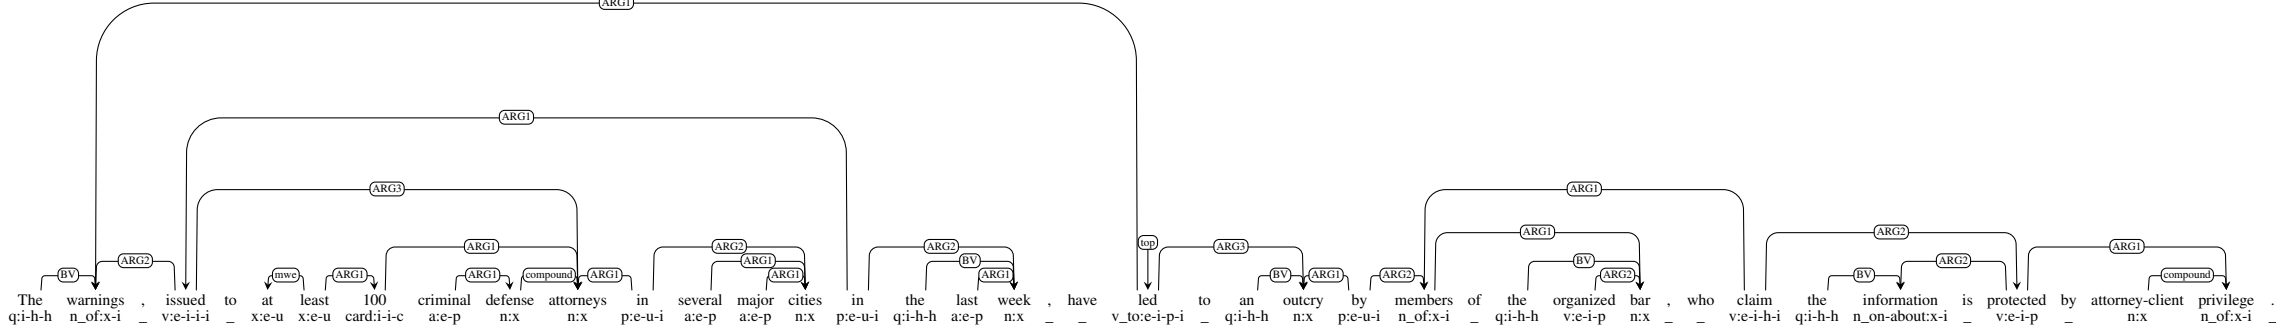 ARG1
ARG1
ARG3 ARG1
top
ARG1 ARG2 ARG2 ARG3 ARG1 ARG2 ARG1
BV ARG2 ARG1 BV BV ARG2
BV mwe ARG1 ARG1 compound ARG1 ARG1 ARG1 BV ARG1 ARG2 ARG2 BV compound
The warnings , issued to at least 100 criminal defense attorneys in several major cities in the last week , have led to an outcry by members of the organized bar , who claim the information is protected by attorney-client privilege .
q:i-h-h n_of:x-i _ v:e-i-i-i _ x:e-u x:e-u card:i-i-c a:e-p n:x n:x p:e-u-i a:e-p a:e-p n:x p:e-u-i q:i-h-h a:e-p n:x _ _ v_to:e-i-p-i _ q:i-h-h n:x p:e-u-i n_of:x-i _ q:i-h-h v:e-i-p n:x _ _ v:e-i-h-i q:i-h-h n_on-about:x-i _ v:e-i-p _ n:x n_of:x-i _